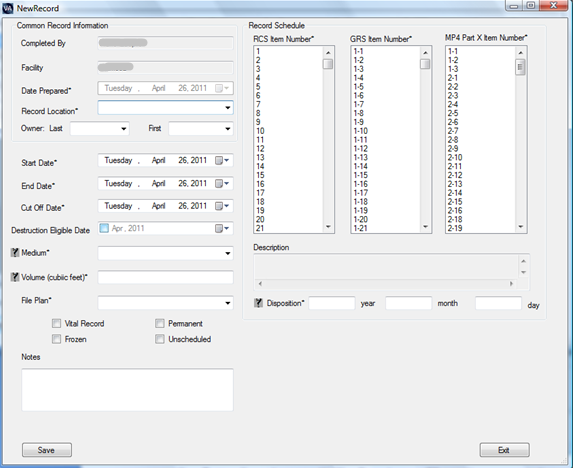 VA NewRecord
Common Record Information
Completed By
Facility
Date Prepared* Tuesday , April 26, 2011
Record Location*
Owner: Last First
Start Date* Tuesday , April 26, 2011
End Date* Tuesday , April 26, 2011
Cut Off Date* Tuesday , April 26, 2011
Destruction Eligible Date Apr , 2011
? Medium*
? Volume (cubiic feet)*
File Plan*
Vital Record Permanent
Frozen Unscheduled
Notes
Save
Record Schedule
RCS Item Number* GRS Item Number* MP4 Part X Item Number*
1 1-1 1-1
2 1-2 1-2
3 1-3 1-3
4 1-4 2-1
5 1-5 2-2
6 1-6 2-3
7 1-7 2-4
8 1-8 2-5
9 1-9 2-6
10 1-10 2-7
11 1-11 2-8
12 1-12 2-9
13 1-13 2-10
14 1-14 2-11
15 1-15 2-12
16 1-16 2-13
17 1-17 2-14
18 1-18 2-15
19 1-19 2-16
20 1-20 2-18
21 1-21 2-19
Description
? Disposition* year month day
Exit